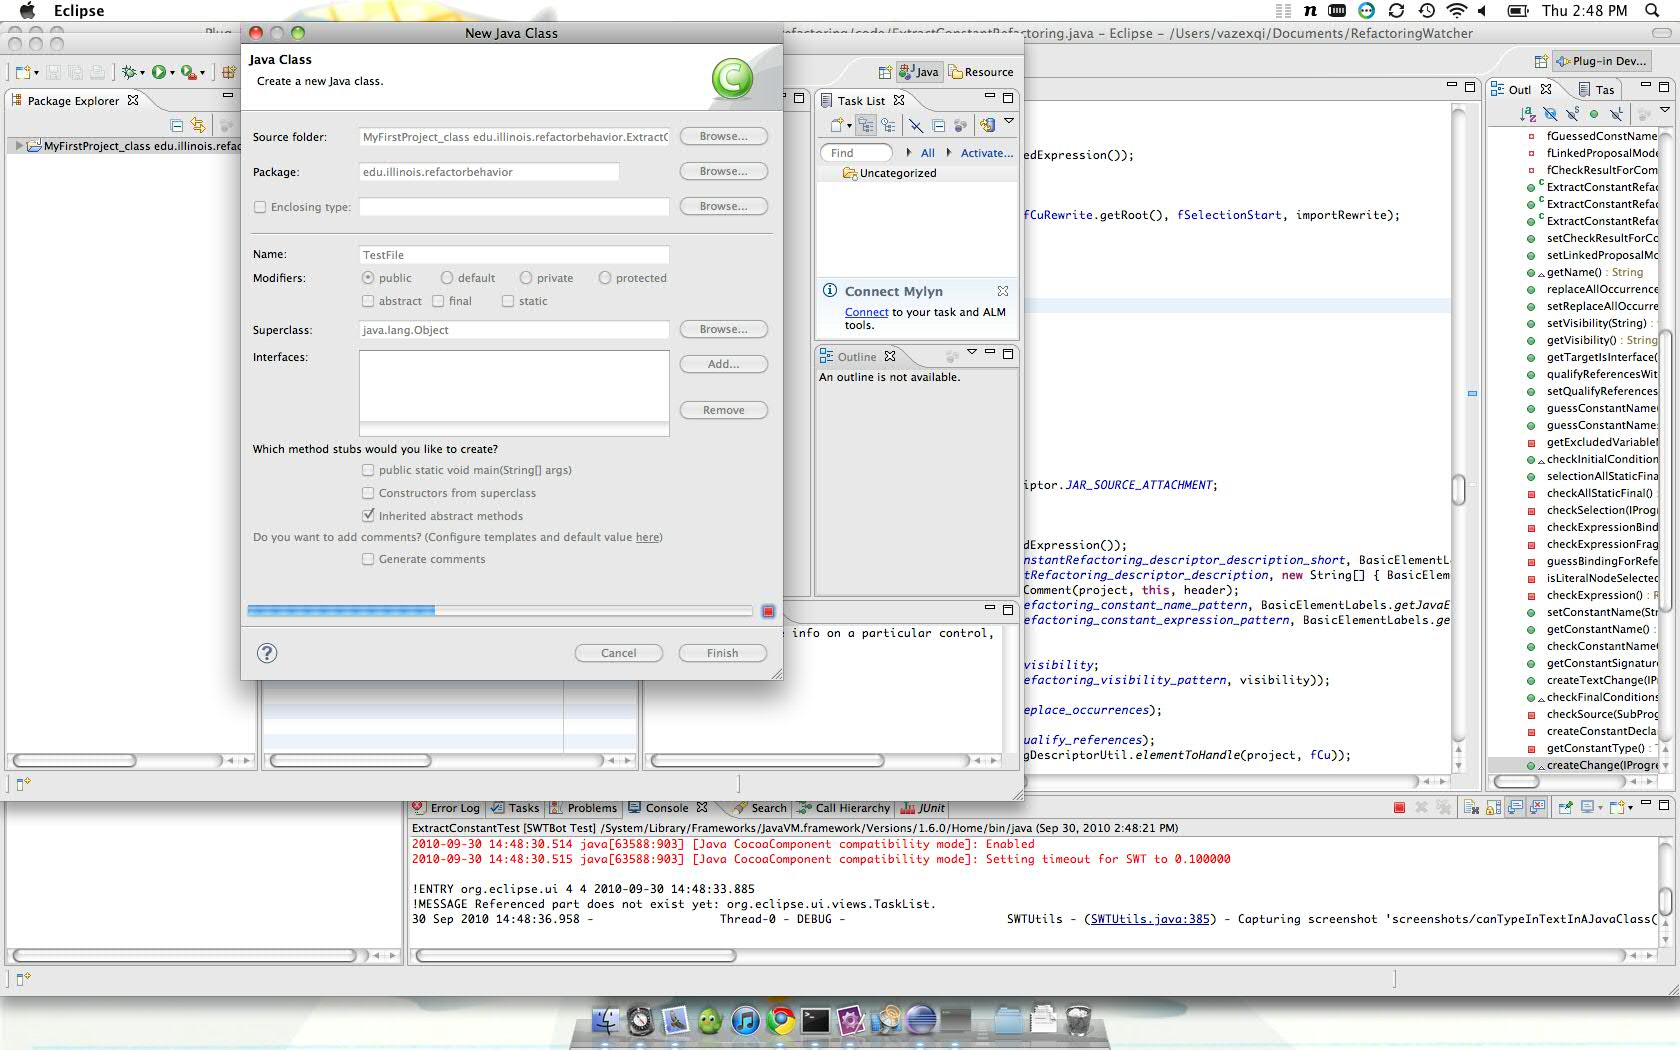 Eclipse
Thu 2:48 PM
efactoring/code/ExtractConstantRefactoring.java – Eclipse – /Users/vazexqi/Documents/RefactoringWatcher
New Java Class
Java Class
Create a new Java class.
Source folder:
MyFirstProject_class edu.illinois.refactorbehavior.ExtractC
Browse...
Package:
edu.illinois.refactorbehavior
Browse...
Enclosing type:
Browse...
Name:
TestFile
Modifiers:
public
default
private
protected
abstract
final
static
Superclass:
java.lang.Object
Browse...
Interfaces:
Add...
Remove
Which method stubs would you like to create?
public static void main(String[] args)
Constructors from superclass
Inherited abstract methods
Do you want to add comments? (Configure templates and default value here)
Generate comments
Cancel
Finish
Package Explorer
MyFirstProject_class edu.illinois.refac
Java
Resource
Task List
Find
All
Activate...
Uncategorized
Connect Mylyn
Connect to your task and ALM
tools.
Outline
An outline is not available.
info on a particular control,
Plug-in Dev...
edExpression());
fCuRewrite.getRoot(), fSelectionStart, importRewrite);
iptor.JAR_SOURCE_ATTACHMENT;
dExpression());
nstantRefactoring_descriptor_description_short, BasicElementLa
tRefactoring_descriptor_description, new String[] { BasicElem
Comment(project, this, header);
efactoring_constant_name_pattern, BasicElementLabels.getJavaE
efactoring_constant_expression_pattern, BasicElementLabels.ge
visibility;
efactoring_visibility_pattern, visibility));
eplace_occurrences);
ualify_references);
gDescriptorUtil.elementToHandle(project, fCu));
Outl
Tas
fGuessedConstName
fLinkedProposalMode
fCheckResultForCom
ExtractConstantRefa
ExtractConstantRefac
ExtractConstantRefac
setCheckResultForCo
setLinkedProposalMo
getName() : String
replaceAllOccurrence
setReplaceAllOccurre
setVisibility(String) :
getVisibility() : String
getTargetIsInterface(
qualifyReferencesWit
setQualifyReferences
guessConstantName(
guessConstantName:
getExcludedVariableN
checkInitialCondition
selectionAllStaticFina
checkAllStaticFinal()
checkSelection(IProg
checkExpressionBind
checkExpressionFrag
guessBindingForRefe
isLiteralNodeSelected
checkExpression() :
setConstantName(Str
getConstantName() :
checkConstantName(
getConstantSignature
createTextChange(IP
checkFinalConditions
checkSource(SubProg
createConstantDecla
getConstantType() :
createChange(IProgre
Error Log
Tasks
Problems
Console
Search
Call Hierarchy
JUnit
ExtractConstantTest [SWTBot Test] /System/Library/Frameworks/JavaVM.framework/Versions/1.6.0/Home/bin/java (Sep 30, 2010 2:48:21 PM)
2010-09-30 14:48:30.514 java[63588:903] [Java CocoaComponent compatibility mode]: Enabled
2010-09-30 14:48:30.515 java[63588:903] [Java CocoaComponent compatibility mode]: Setting timeout for SWT to 0.100000
!ENTRY org.eclipse.ui 4 4 2010-09-30 14:48:33.885
!MESSAGE Referenced part does not exist yet: org.eclipse.ui.views.TaskList.
30 Sep 2010 14:48:36.958 - Thread-0 - DEBUG - SWTUtils - (SWTUtils.java:385) - Capturing screenshot 'screenshots/canTypeInTextInAJavaClass(